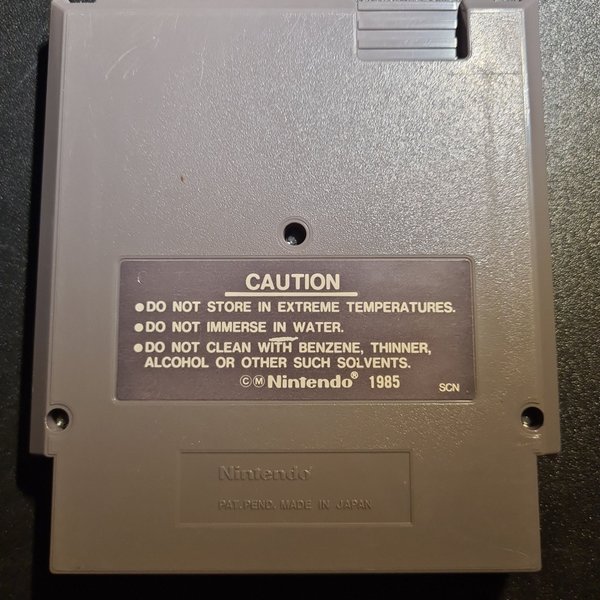 CAUTION
●DO NOT STORE IN EXTREME TEMPERATURES.
●DO NOT IMMERSE IN WATER.
●DO NOT CLEAN WITH BENZENE, THINNER,
ALCOHOL OR OTHER SUCH SOLVENTS.
©Ⓜ Nintendo® 1985 SCN
Nintendo
PAT. PEND. MADE IN JAPAN